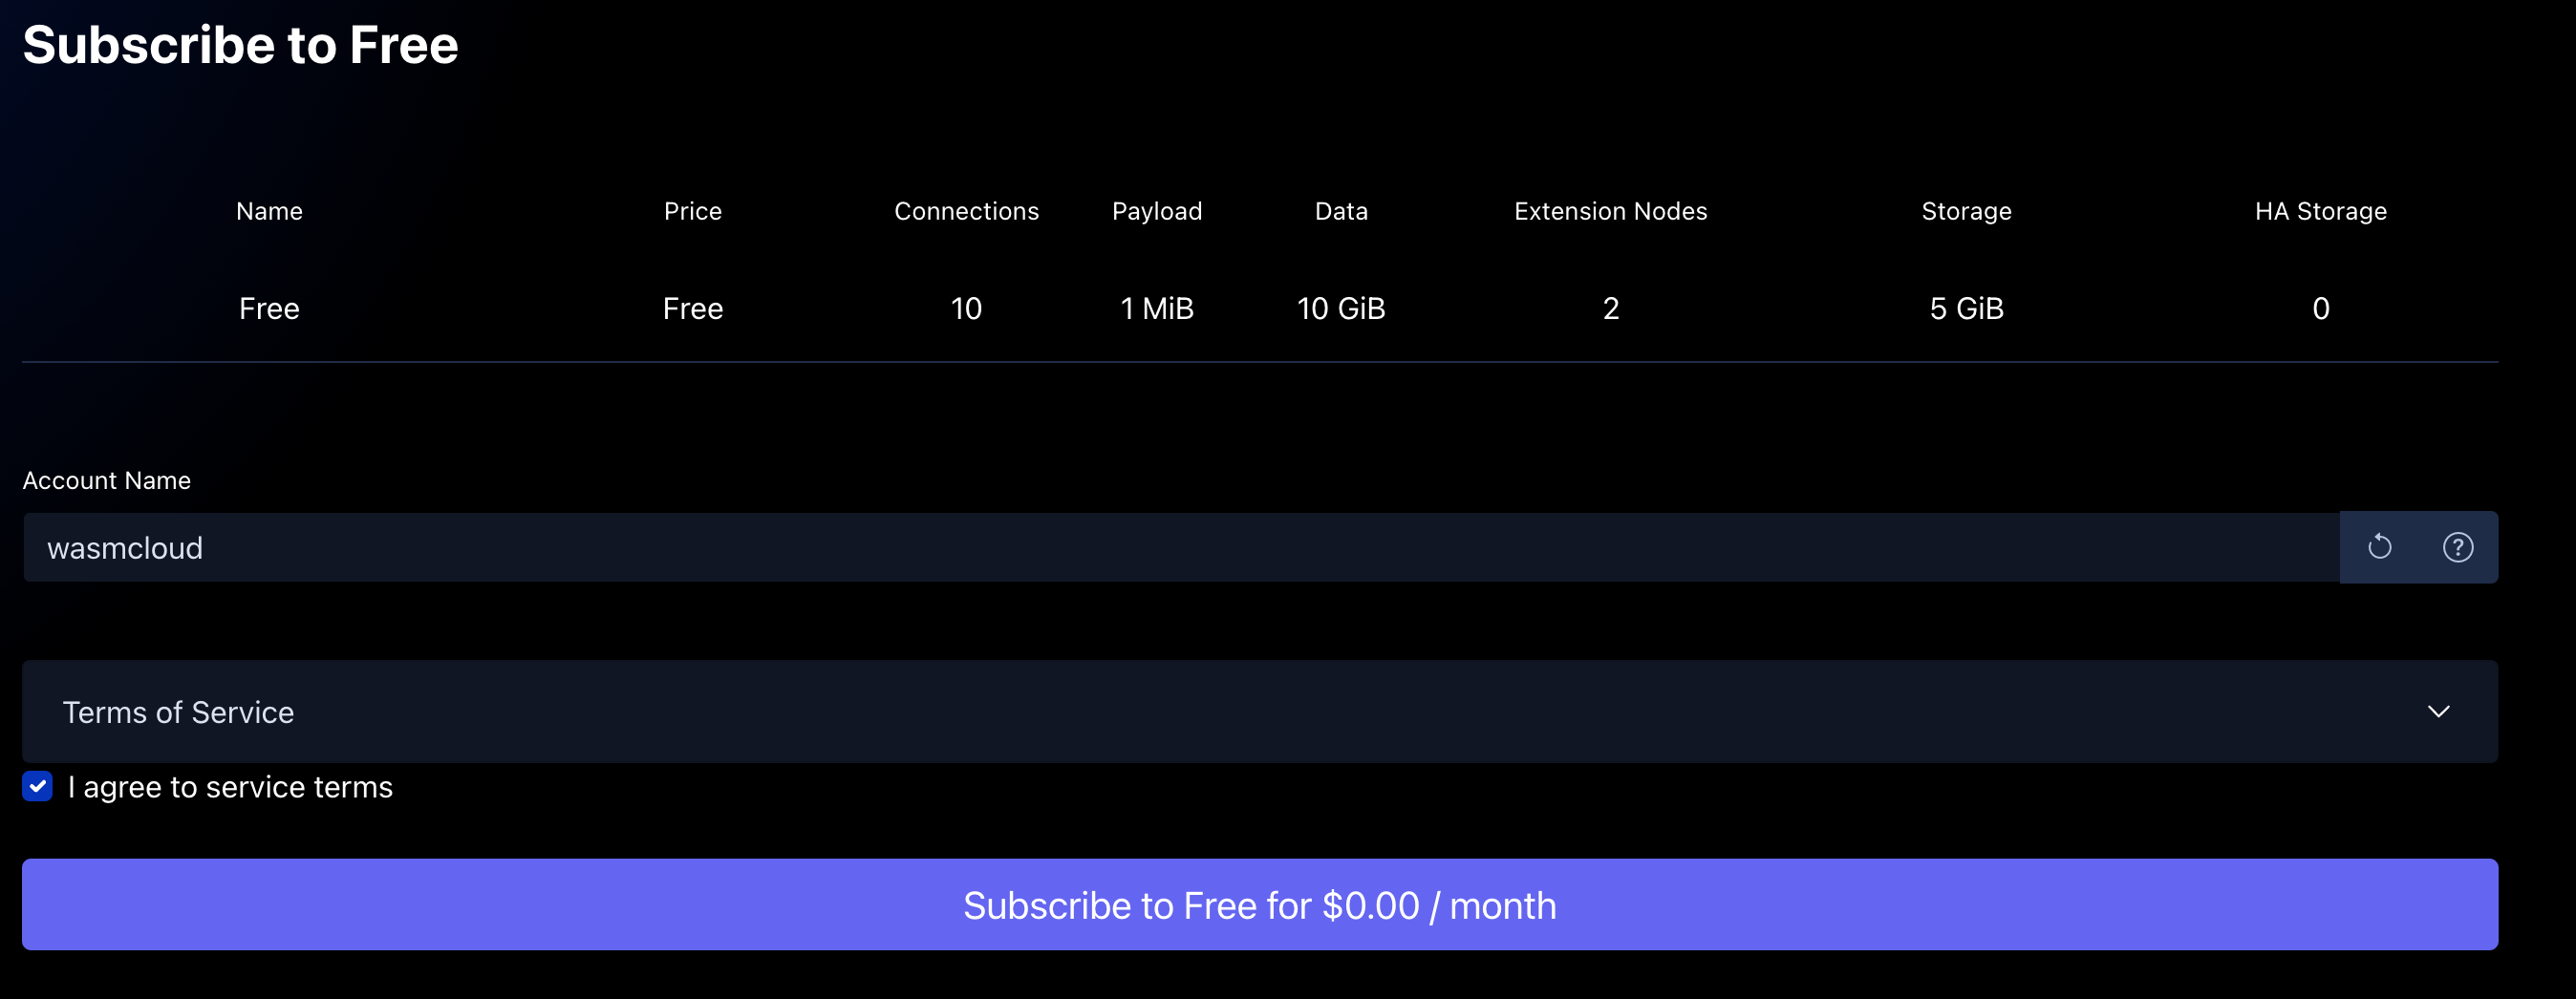 Subscribe to Free
Name Price Connections Payload Data Extension Nodes Storage HA Storage
Free Free 10 1 MiB 10 GiB 2 5 GiB 0
Account Name
wasmcloud
Terms of Service
I agree to service terms
Subscribe to Free for $0.00 / month